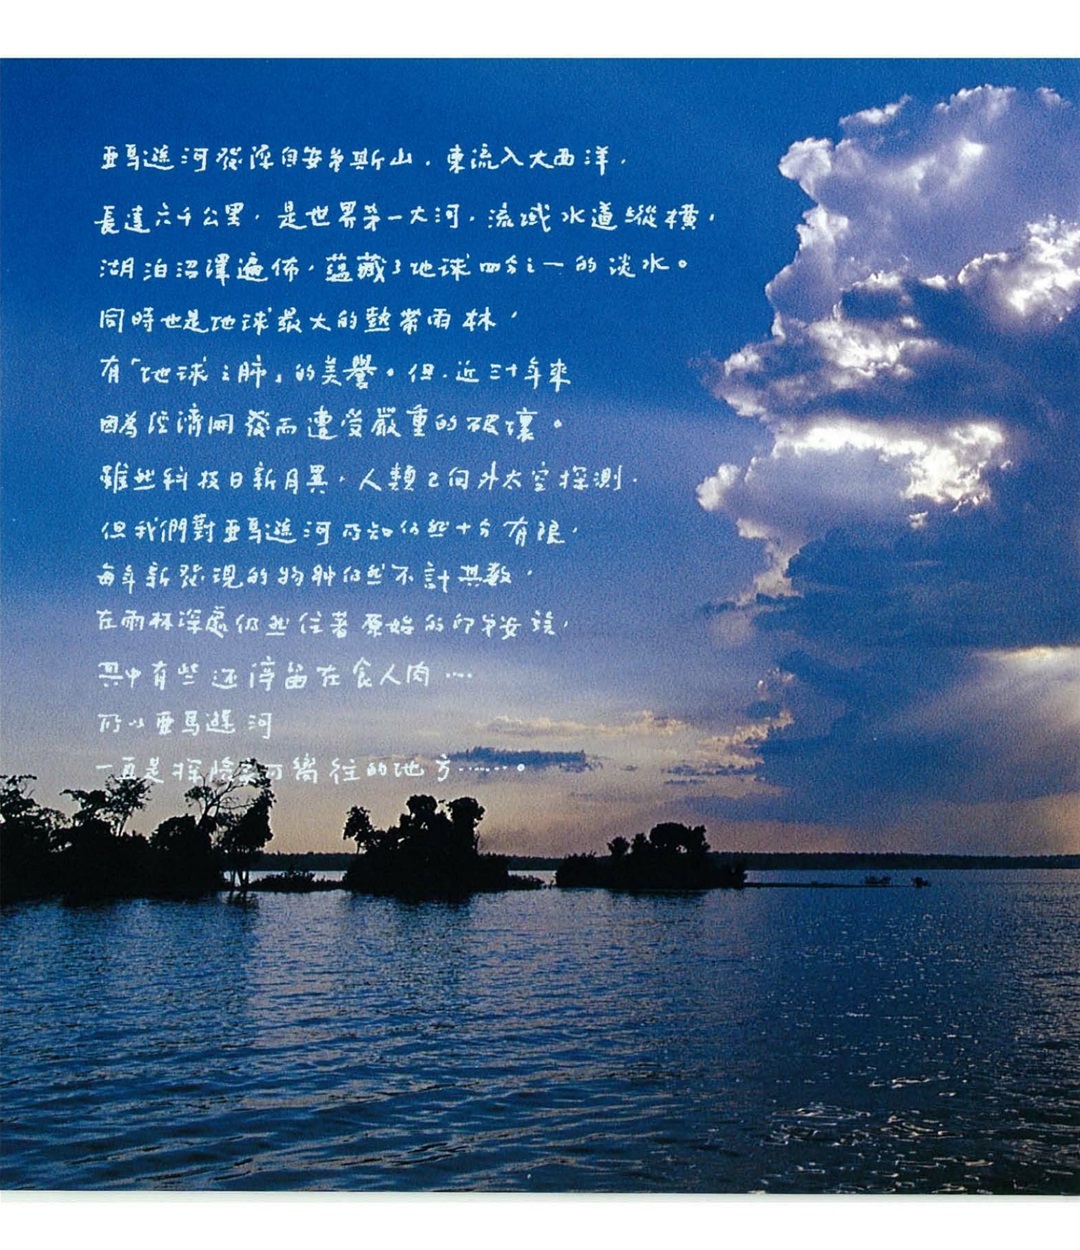 亞馬遜河發源自安第斯山，東流入大西洋，
長達六千公里，是世界第一大河，流域水道縱橫，
湖泊沼澤遍佈，蘊藏了地球四分之一的淡水。
同時也是地球最大的熱帶雨林，
有「地球之肺」的美譽。但，近三十年來
因為經濟開發而遭受嚴重的破壞。
雖然科技日新月異，人類已向外太空探測，
但我們對亞馬遜河所知仍然十分有限，
每年新發現的物種仍然不計其數，
在雨林深處仍然住著原始的印第安族，
其中有些還停留在食人肉⋯
所以亞馬遜河
一直是探險家所嚮往的地方⋯⋯。